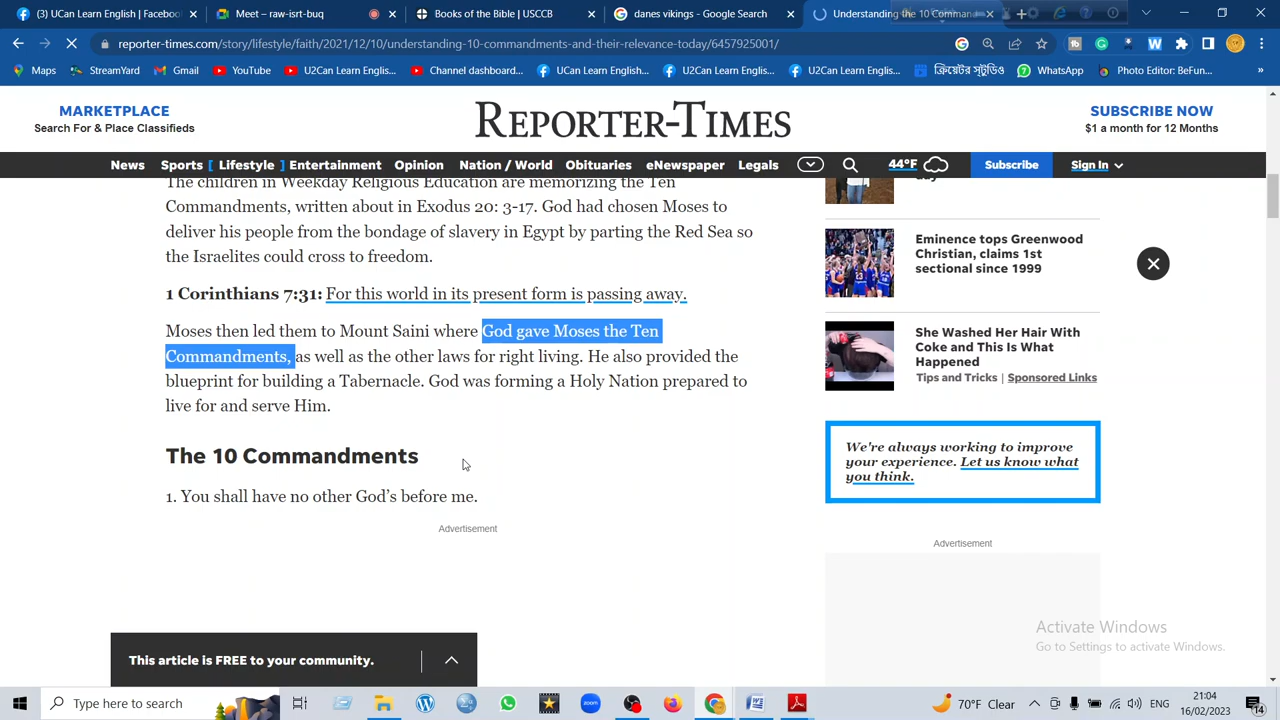 (3) UCan Learn English | Faceboo
Meet – raw-isrt-buq
Books of the Bible | USCCB
danes vikings - Google Search
Understanding the 10 Comman
reporter-times.com/story/lifestyle/faith/2021/12/10/understanding-10-commandments-and-their-relevance-today/6457925001/
Maps
StreamYard
Gmail
YouTube
U2Can Learn Englis...
Channel dashboard...
UCan Learn English...
U2Can Learn Englis...
U2Can Learn Englis...
ক্রিয়েটর স্টুডিও
WhatsApp
Photo Editor: BeFun...
»
MARKETPLACE
Search For & Place Classifieds
REPORTER-TIMES
SUBSCRIBE NOW
$1 a month for 12 Months
News Sports [ Lifestyle ] Entertainment Opinion Nation / World Obituaries eNewspaper Legals 44°F Subscribe Sign In
The children in Weekday Religious Education are memorizing the Ten
Commandments, written about in Exodus 20: 3-17. God had chosen Moses to
deliver his people from the bondage of slavery in Egypt by parting the Red Sea so
the Israelites could cross to freedom.
1 Corinthians 7:31: For this world in its present form is passing away.
Moses then led them to Mount Saini where God gave Moses the Ten
Commandments, as well as the other laws for right living. He also provided the
blueprint for building a Tabernacle. God was forming a Holy Nation prepared to
live for and serve Him.
The 10 Commandments
1. You shall have no other God’s before me.
Advertisement
This article is FREE to your community.
day
Eminence tops Greenwood
Christian, claims 1st
sectional since 1999
She Washed Her Hair With
Coke and This Is What
Happened
Tips and Tricks | Sponsored Links
We're always working to improve
your experience. Let us know what
you think.
Advertisement
Activate Windows
Go to Settings to activate Windows.
Type here to search
zoom
70°F Clear
ENG
21:04
16/02/2023
14